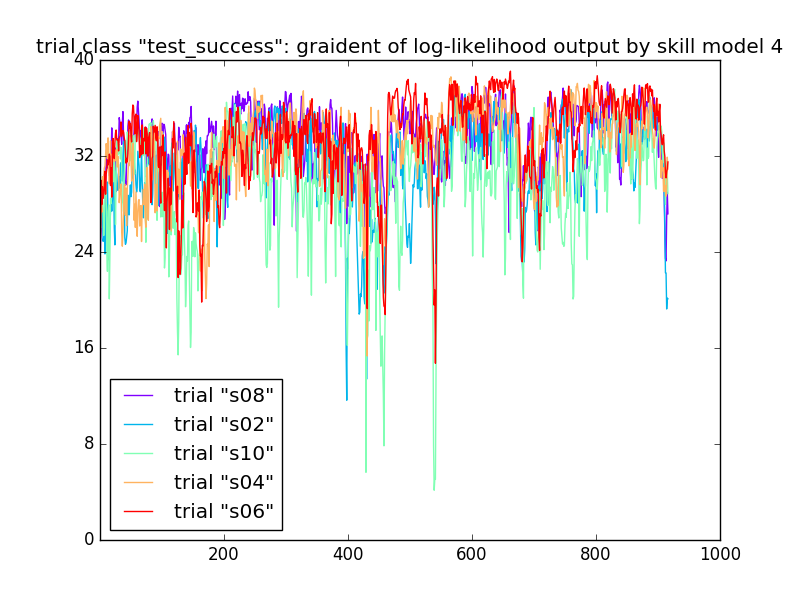 trial class "test_success": graident of log-likelihood output by skill model 4
40
32
24
16
8
0
trial "s08"
trial "s02"
trial "s10"
trial "s04"
trial "s06"
200
400
600
800
1000